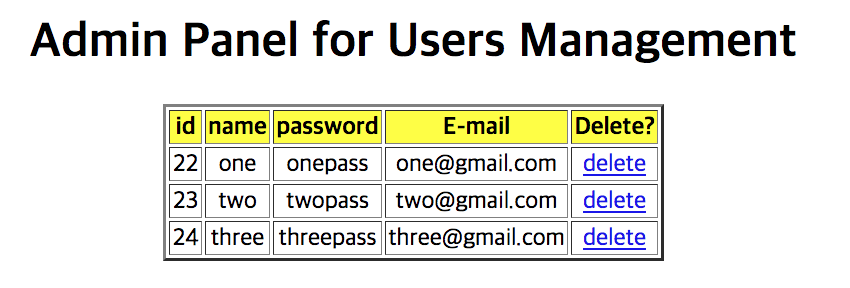 Admin Panel for Users Management
id name password E-mail Delete?
22 one onepass one@gmail.com delete
23 two twopass two@gmail.com delete
24 three threepass three@gmail.com delete